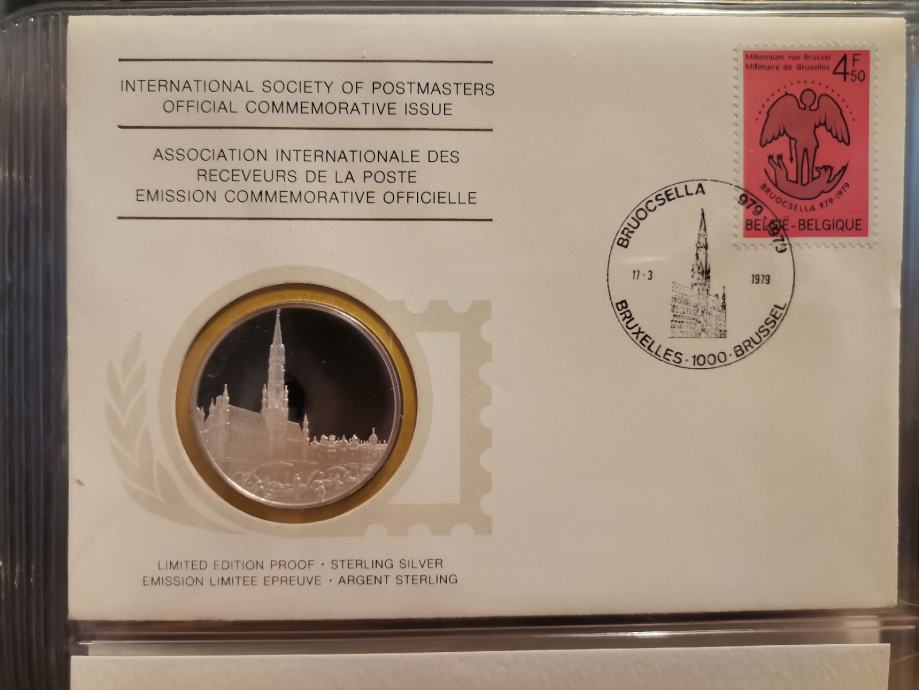 INTERNATIONAL SOCIETY OF POSTMASTERS
OFFICIAL COMMEMORATIVE ISSUE
ASSOCIATION INTERNATIONALE DES
RECEVEURS DE LA POSTE
EMISSION COMMEMORATIVE OFFICIELLE
Millennium van Brussel
Millénaire de Bruxelles
4F50
BRUOCSELLA 979-1979
BELGIË-BELGIQUE
BRUOCSELLA 979-1979
17-3 1979
BRUXELLES·1000·BRUSSEL
LIMITED EDITION PROOF · STERLING SILVER
EMISSION LIMITEE EPREUVE · ARGENT STERLING